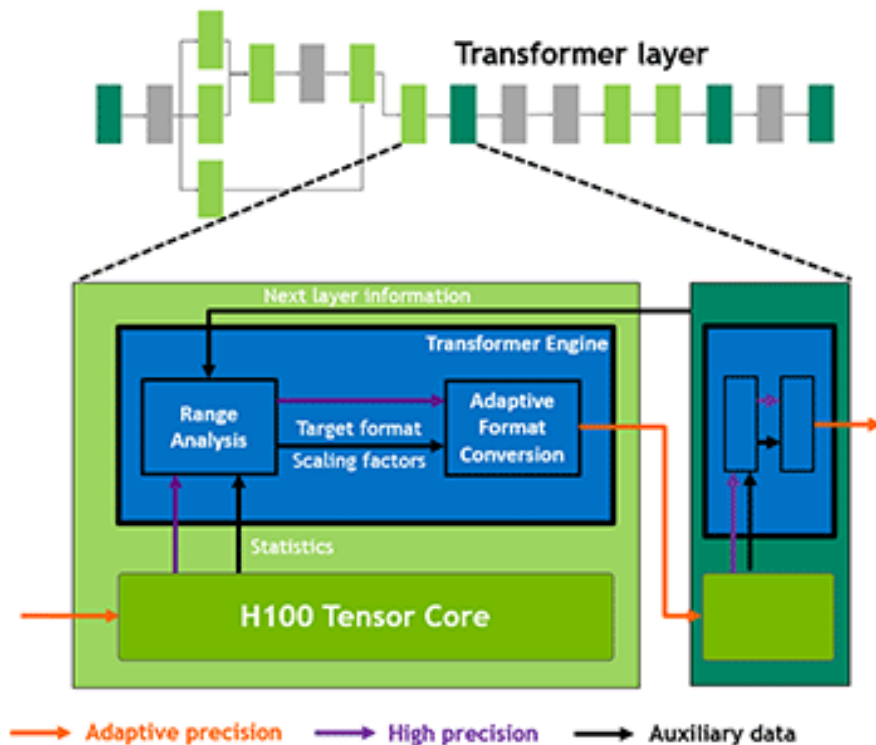 Transformer layer
Next layer information
Transformer Engine
Range
Analysis
Target format
Scaling factors
Adaptive
Format
Conversion
Statistics
H100 Tensor Core
Adaptive precision
High precision
Auxiliary data